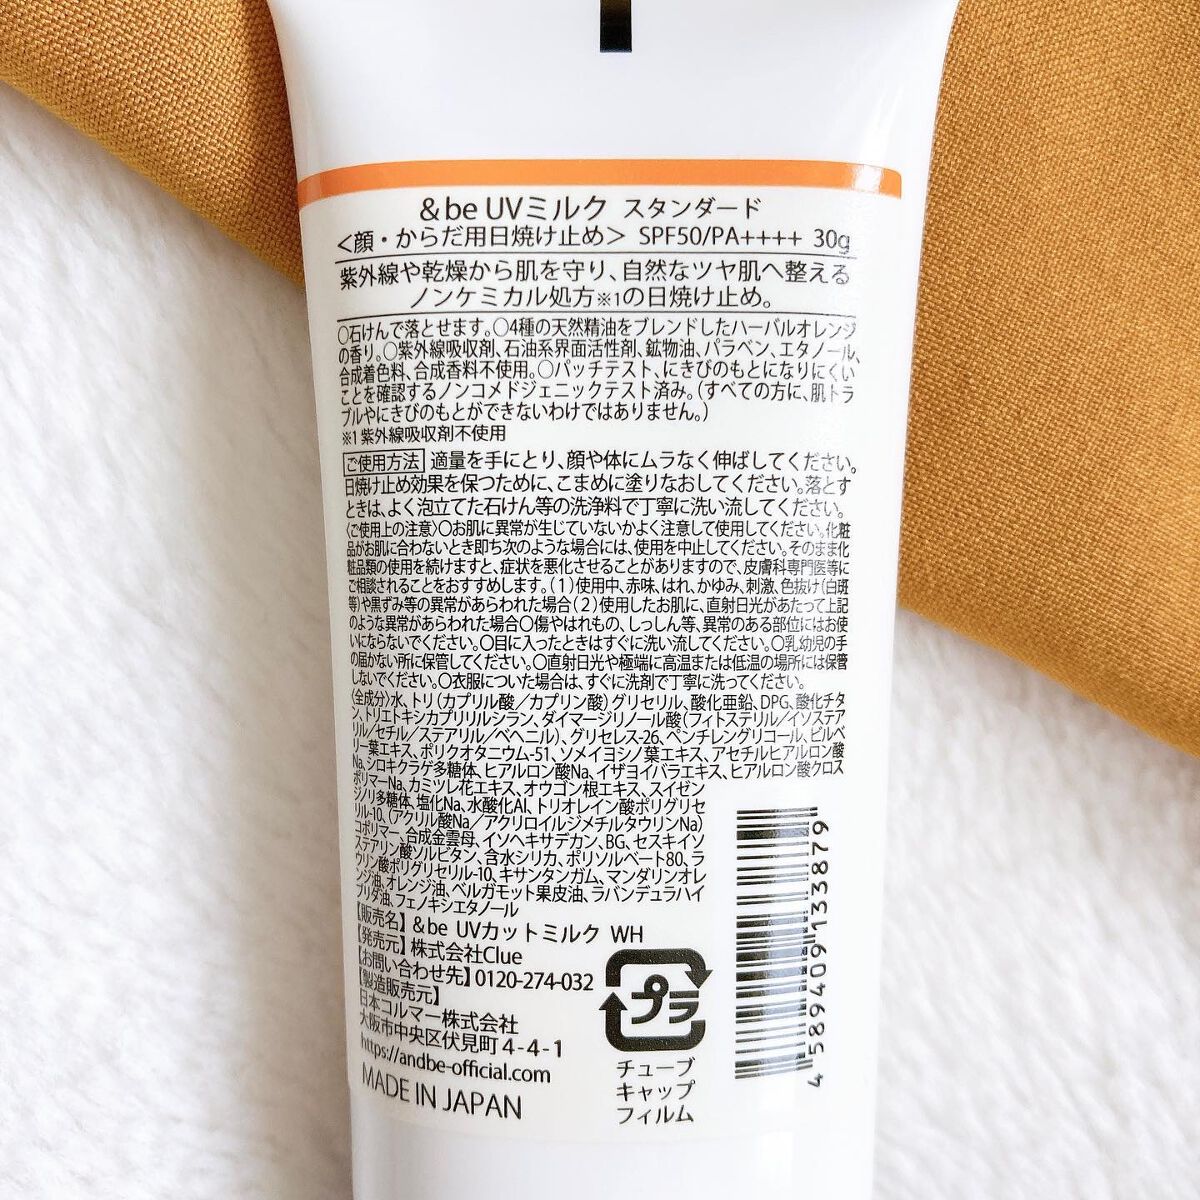 &be UVミルク スタンダード
<顔・からだ用日焼け止め> SPF50/PA++++ 30g
紫外線や乾燥から肌を守り、自然なツヤ肌へ整える
ノンケミカル処方※1の日焼け止め。
○石けんで落とせます。○4種の天然精油をブレンドしたハーバルオレンジ
の香り。○紫外線吸収剤、石油系界面活性剤、鉱物油、パラベン、エタノール、
合成着色料、合成香料不使用。○パッチテスト、にきびのもとになりにくい
ことを確認するノンコメドジェニックテスト済み。(すべての方に、肌トラ
ブルやにきびのもとができないわけではありません。)
※1 紫外線吸収剤不使用
ご使用方法 適量を手にとり、顔や体にムラなく伸ばしてください。
日焼け止め効果を保つために、こまめに塗りなおしてください。落とす
ときは、よく泡立てた石けん等の洗浄料で丁寧に洗い流してください。
〈ご使用上の注意〉○お肌に異常が生じていないかよく注意して使用してください。化粧
品がお肌に合わないとき即ち次のような場合には、使用を中止してください。そのまま化
粧品類の使用を続けますと、症状を悪化させることがありますので、皮膚科専門医等に
ご相談されることをおすすめします。(1)使用中、赤味、はれ、かゆみ、刺激、色抜け(白斑
等)や黒ずみ等の異常があらわれた場合(2)使用したお肌に、直射日光があたって上記
のような異常があらわれた場合○傷やはれもの、しっしん等、異常のある部位にはお使
いにならないでください。○目に入ったときはすぐに洗い流してください。○乳幼児の手
の届かない所に保管してください。○直射日光や極端に高温または低温の場所には保管
しないでください。○衣服についた場合は、すぐに洗剤で丁寧に洗ってください。
〈全成分〉水、トリ(カプリル酸/カプリン酸)グリセリル、酸化亜鉛、DPG、酸化チタ
ン、トリエトキシカプリリルシラン、ダイマージリノール酸(フィトステリル/イソステア
リル/セチル/ステアリル/ベヘニル)、グリセレス-26、ペンチレングリコール、ビルベ
リー葉エキス、ポリクオタニウム-51、ソメイヨシノ葉エキス、アセチルヒアルロン酸
Na、シロキクラゲ多糖体、ヒアルロン酸Na、イザヨイバラエキス、ヒアルロン酸クロス
ポリマーNa、カミツレ花エキス、オウゴン根エキス、スイゼン
ジノリ多糖体、塩化Na、水酸化Al、トリオレイン酸ポリグリセ
リル-10、(アクリル酸Na/アクリロイルジメチルタウリンNa)
コポリマー、合成金雲母、イソヘキサデカン、BG、セスキイソ
ステアリン酸ソルビタン、含水シリカ、ポリソルベート80、ラ
ウリン酸ポリグリセリル-10、キサンタンガム、マンダリンオレ
ンジ油、オレンジ油、ベルガモット果皮油、ラバンデュラハイ
ブリダ油、フェノキシエタノール
【販売名】&be UVカットミルク WH
【発売元】株式会社Clue
【お問い合わせ先】0120-274-032
【製造販売元】
日本コルマー株式会社
大阪市中央区伏見町4-4-1
https://andbe-official.com
MADE IN JAPAN
プラ
チューブ
キャップ
フィルム
4589409133879